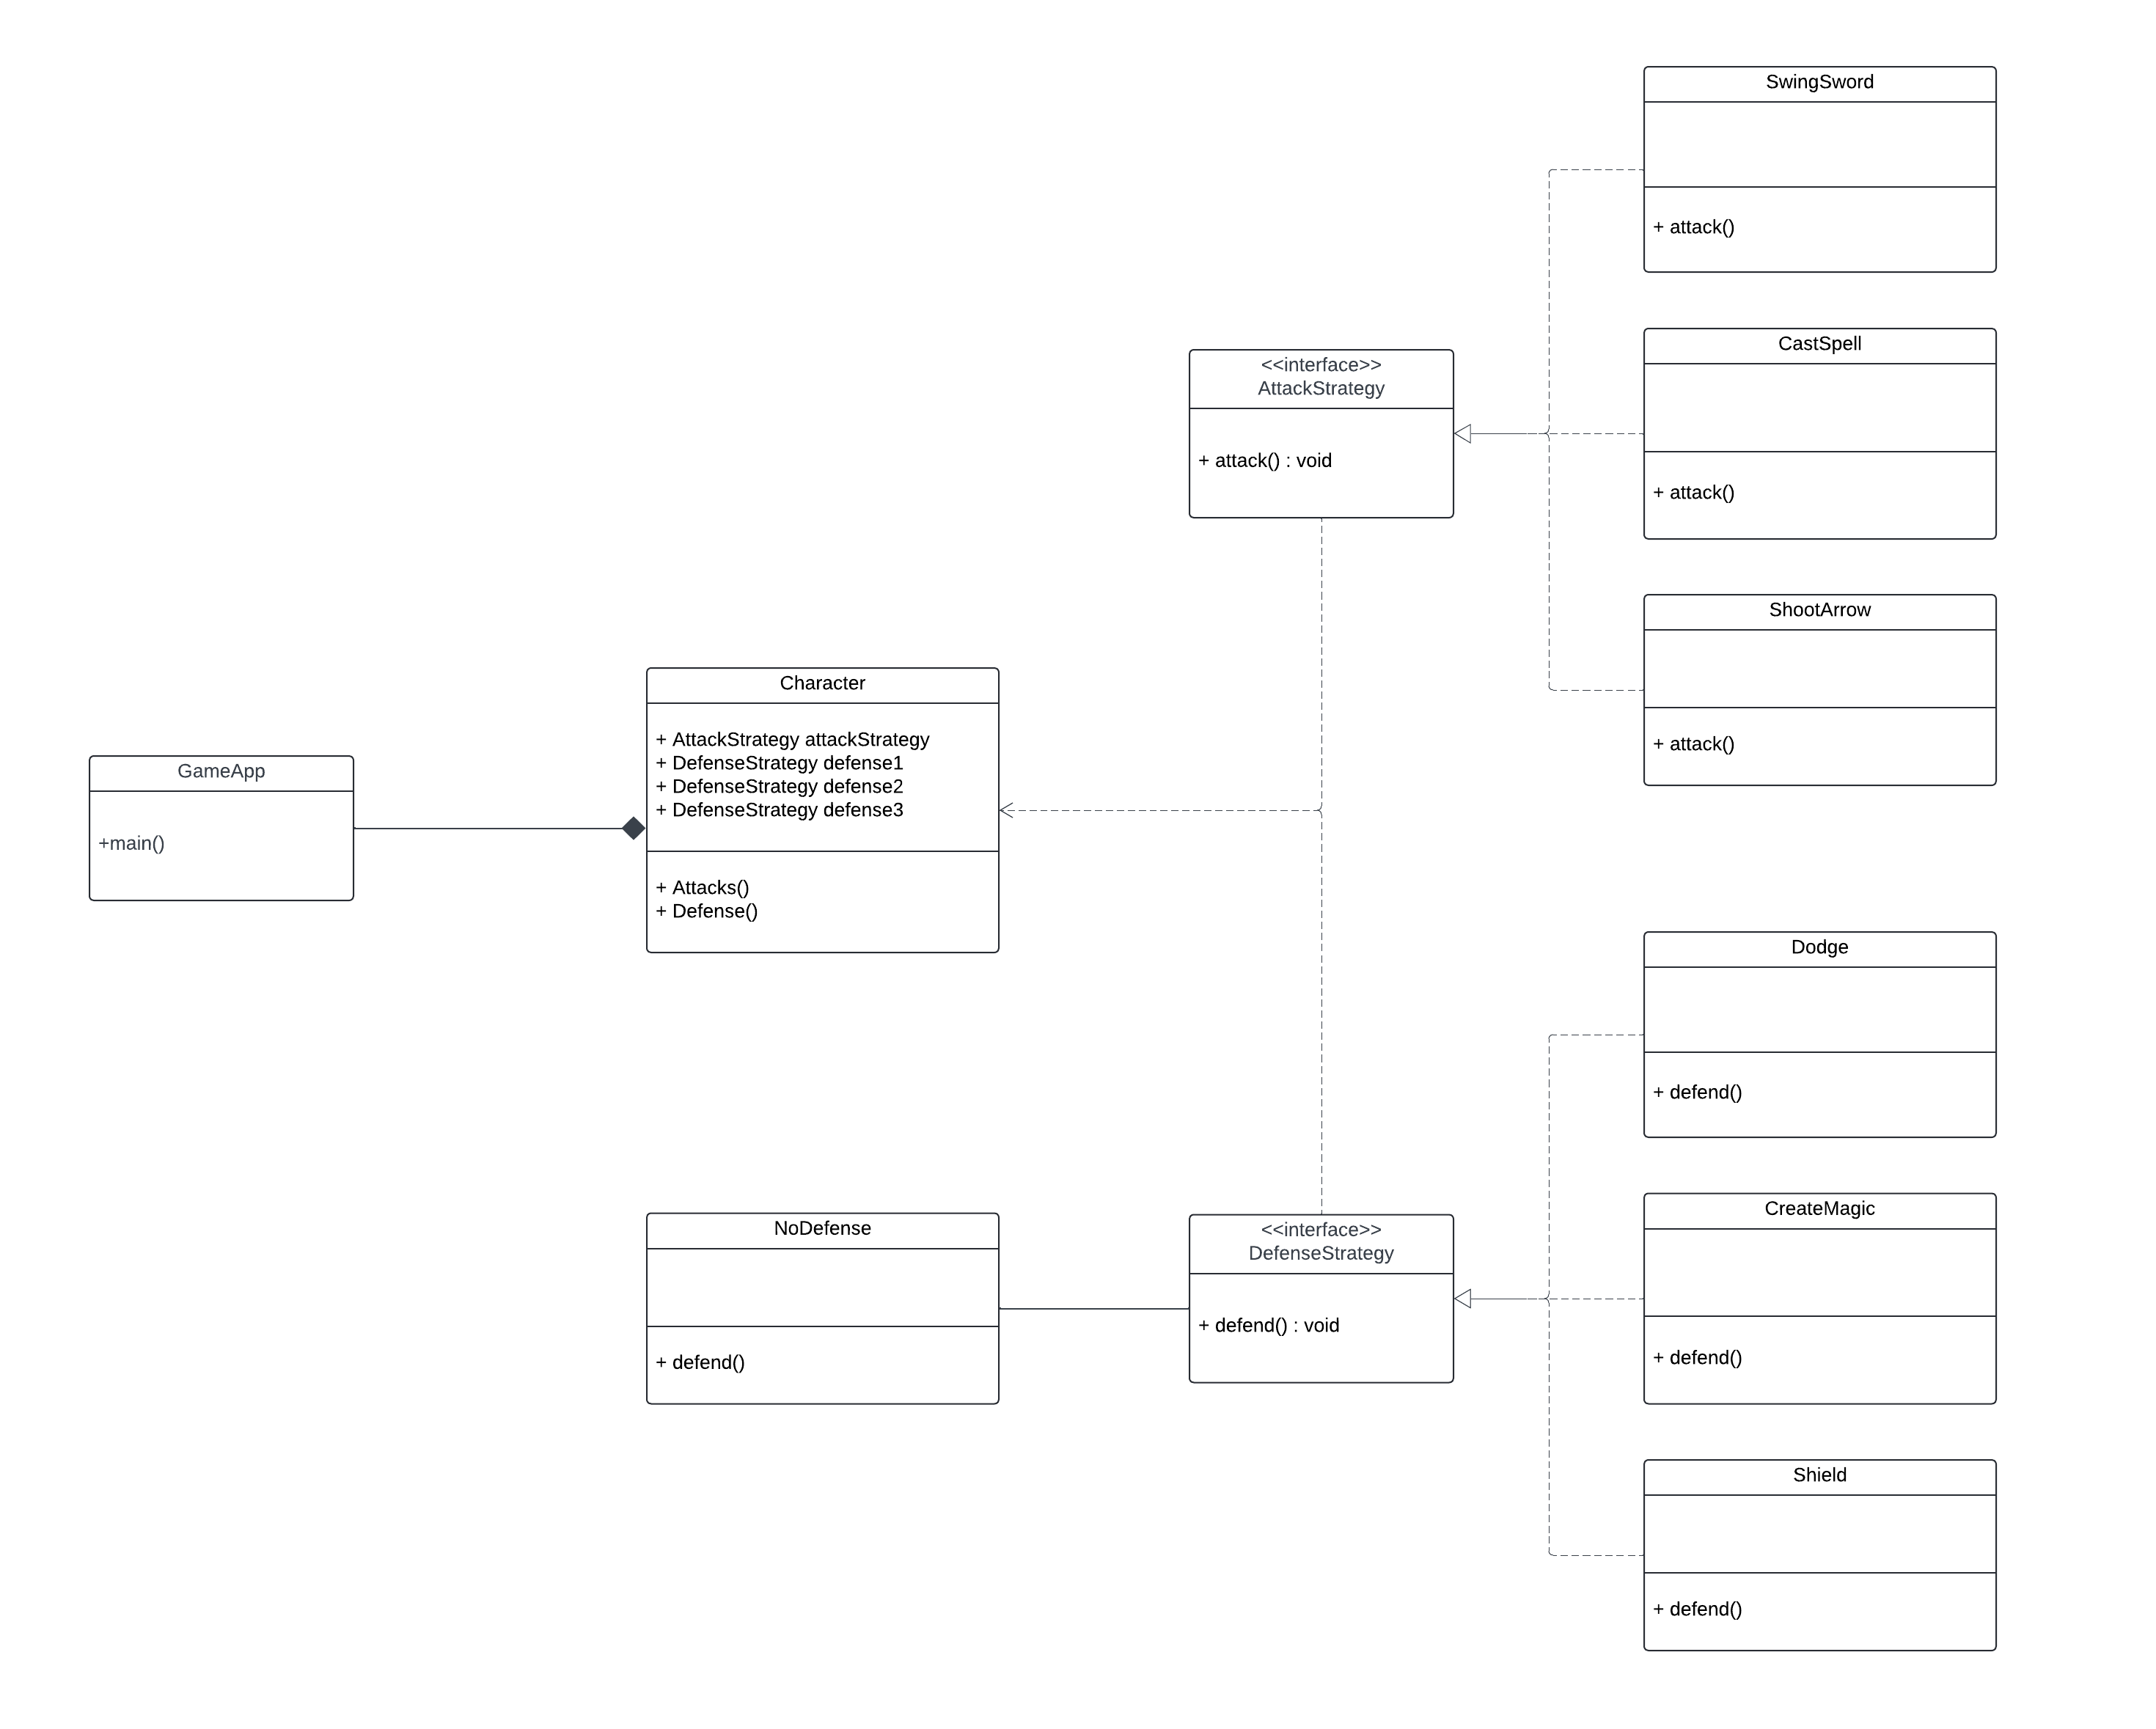 SwingSword
+ attack()
CastSpell
+ attack()
<<interface>>
AttackStrategy
+ attack() : void
ShootArrow
+ attack()
Character
+ AttackStrategy attackStrategy
+ DefenseStrategy defense1
+ DefenseStrategy defense2
+ DefenseStrategy defense3
+ Attacks()
+ Defense()
GameApp
+main()
Dodge
+ defend()
NoDefense
+ defend()
<<interface>>
DefenseStrategy
+ defend() : void
CreateMagic
+ defend()
Shield
+ defend()